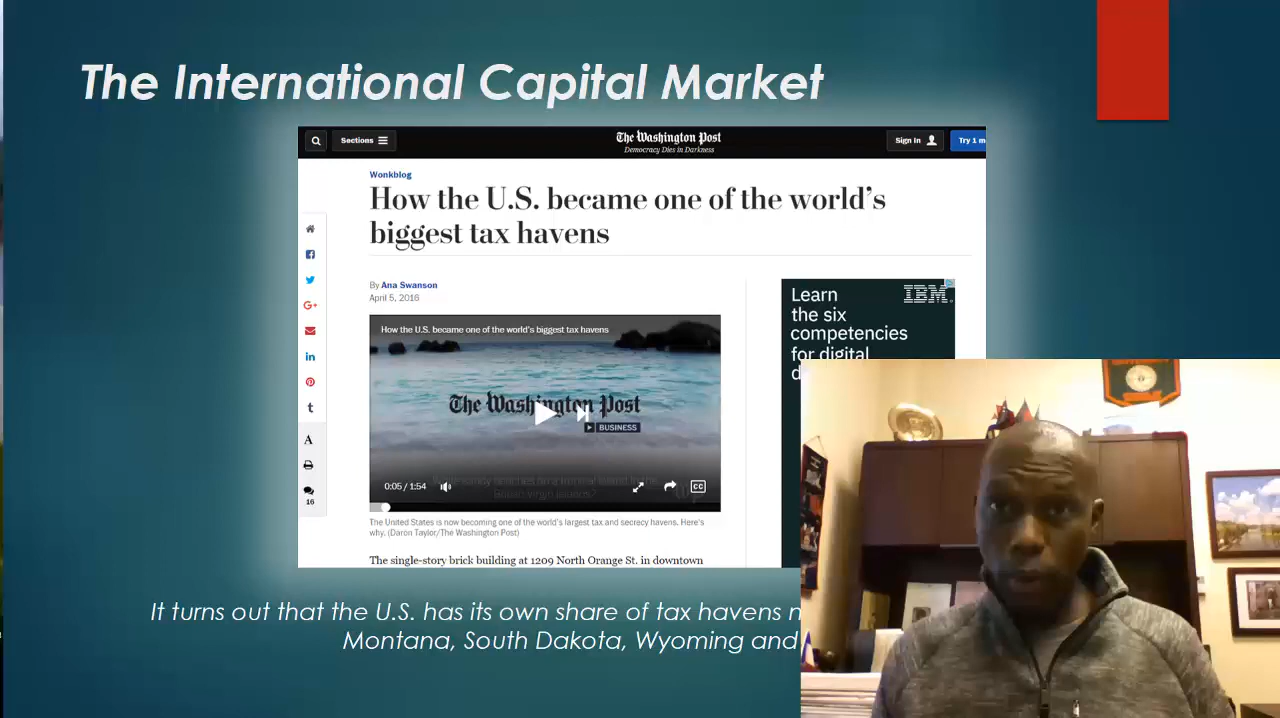 The International Capital Market
Sections
The Washington Post
Democracy Dies in Darkness
Sign In
Try 1 m
Wonkblog
How the U.S. became one of the world's
biggest tax havens
By Ana Swanson
April 5, 2016
How the U.S. became one of the world's biggest tax havens
The Washington Post
BUSINESS
0:05 / 1:54
CC
A
16
The United States is now becoming one of the world's largest tax and secrecy havens. Here's
why. (Daron Taylor/The Washington Post)
The single-story brick building at 1209 North Orange St. in downtown
Learn
IBM
the six
competencies
for digital
d
It turns out that the U.S. has its own share of tax havens
Montana, South Dakota, Wyoming and